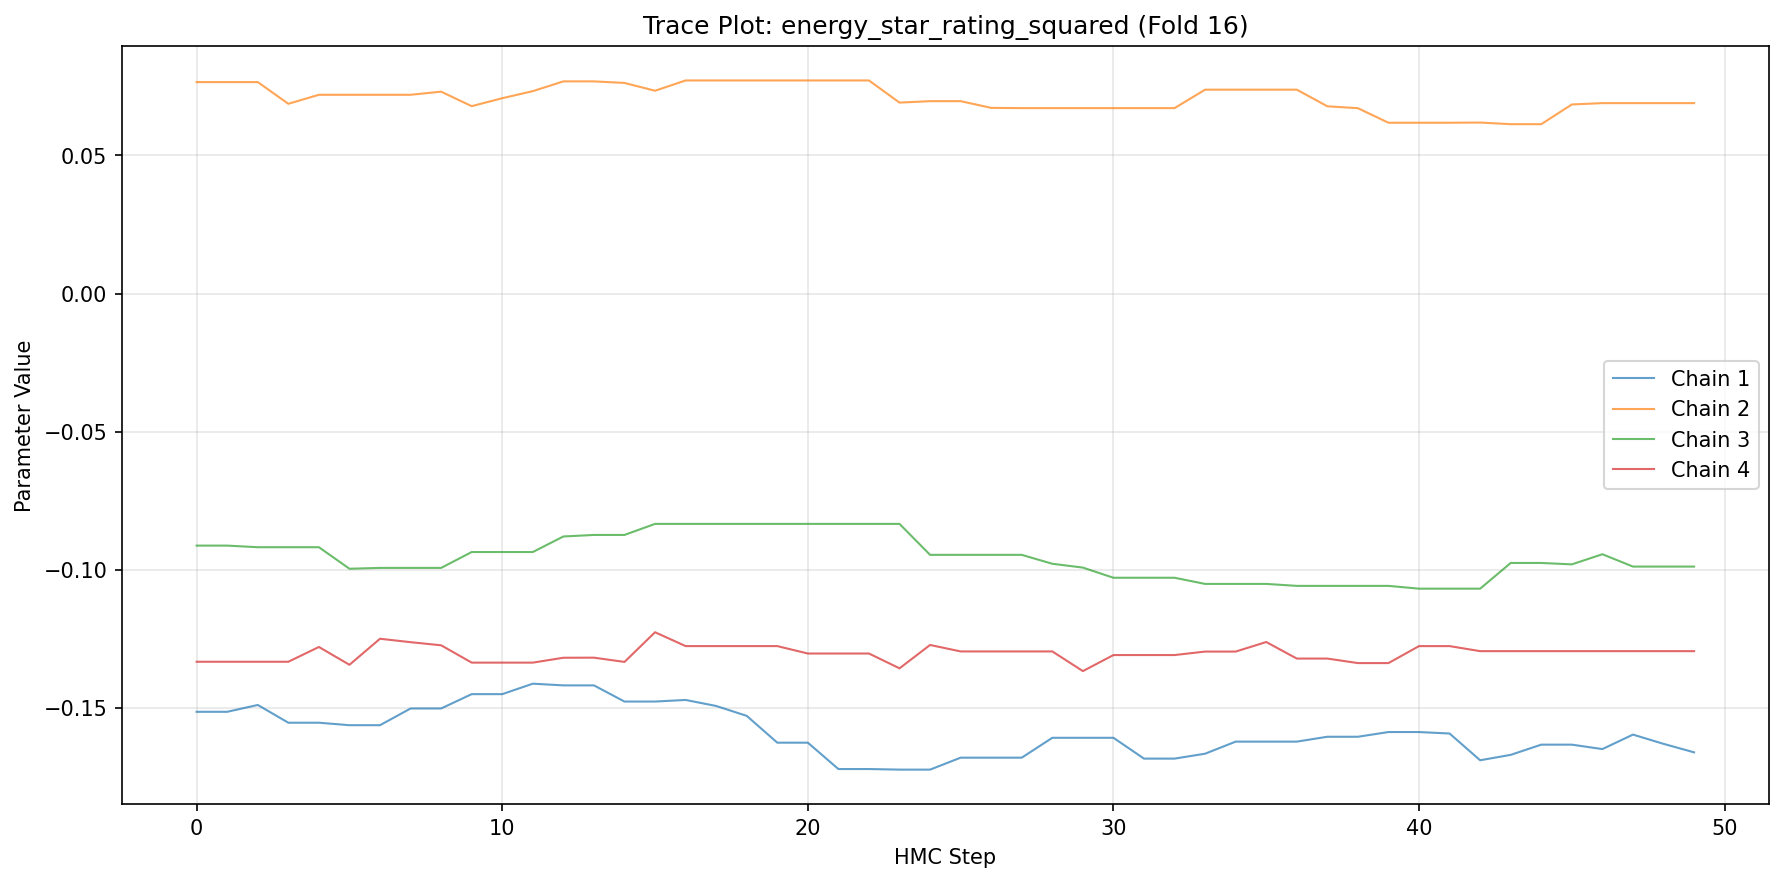 Trace Plot: energy_star_rating_squared (Fold 16)
Parameter Value
0.05
0.00
−0.05
−0.10
−0.15
Chain 1
Chain 2
Chain 3
Chain 4
0 10 20 30 40 50
HMC Step